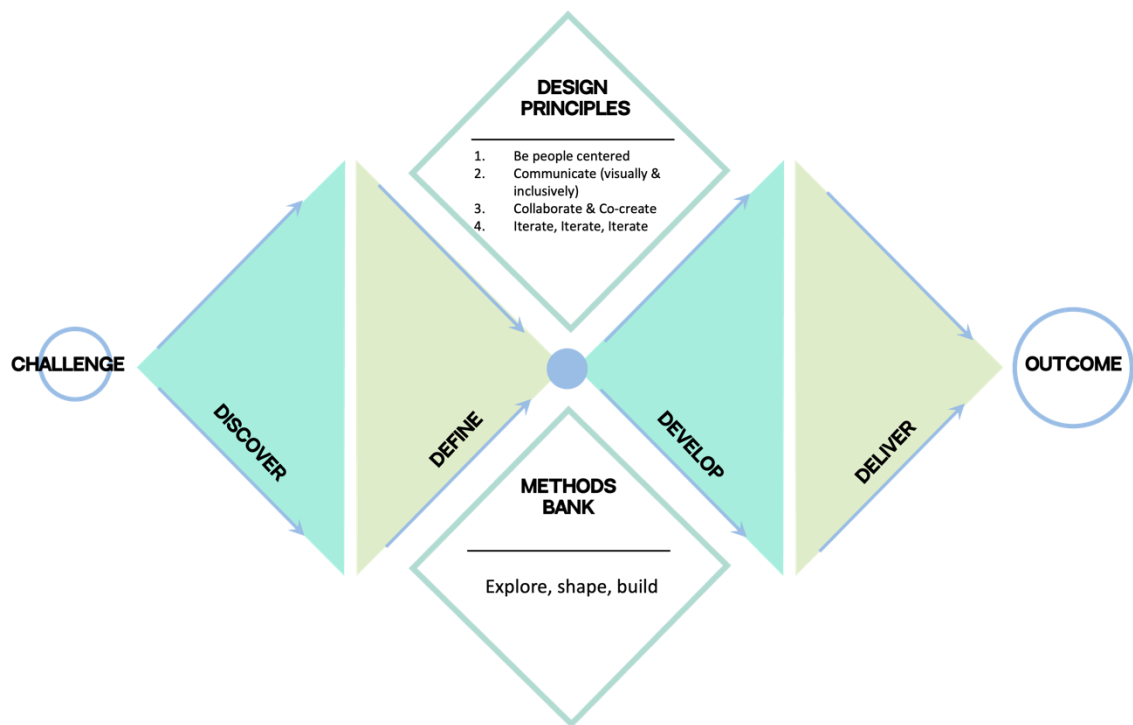 DESIGN
PRINCIPLES
1. Be people centered
2. Communicate (visually &
inclusively)
3. Collaborate & Co-create
4. Iterate, Iterate, Iterate
CHALLENGE
DISCOVER
DEFINE
DEVELOP
DELIVER
OUTCOME
METHODS
BANK
Explore, shape, build